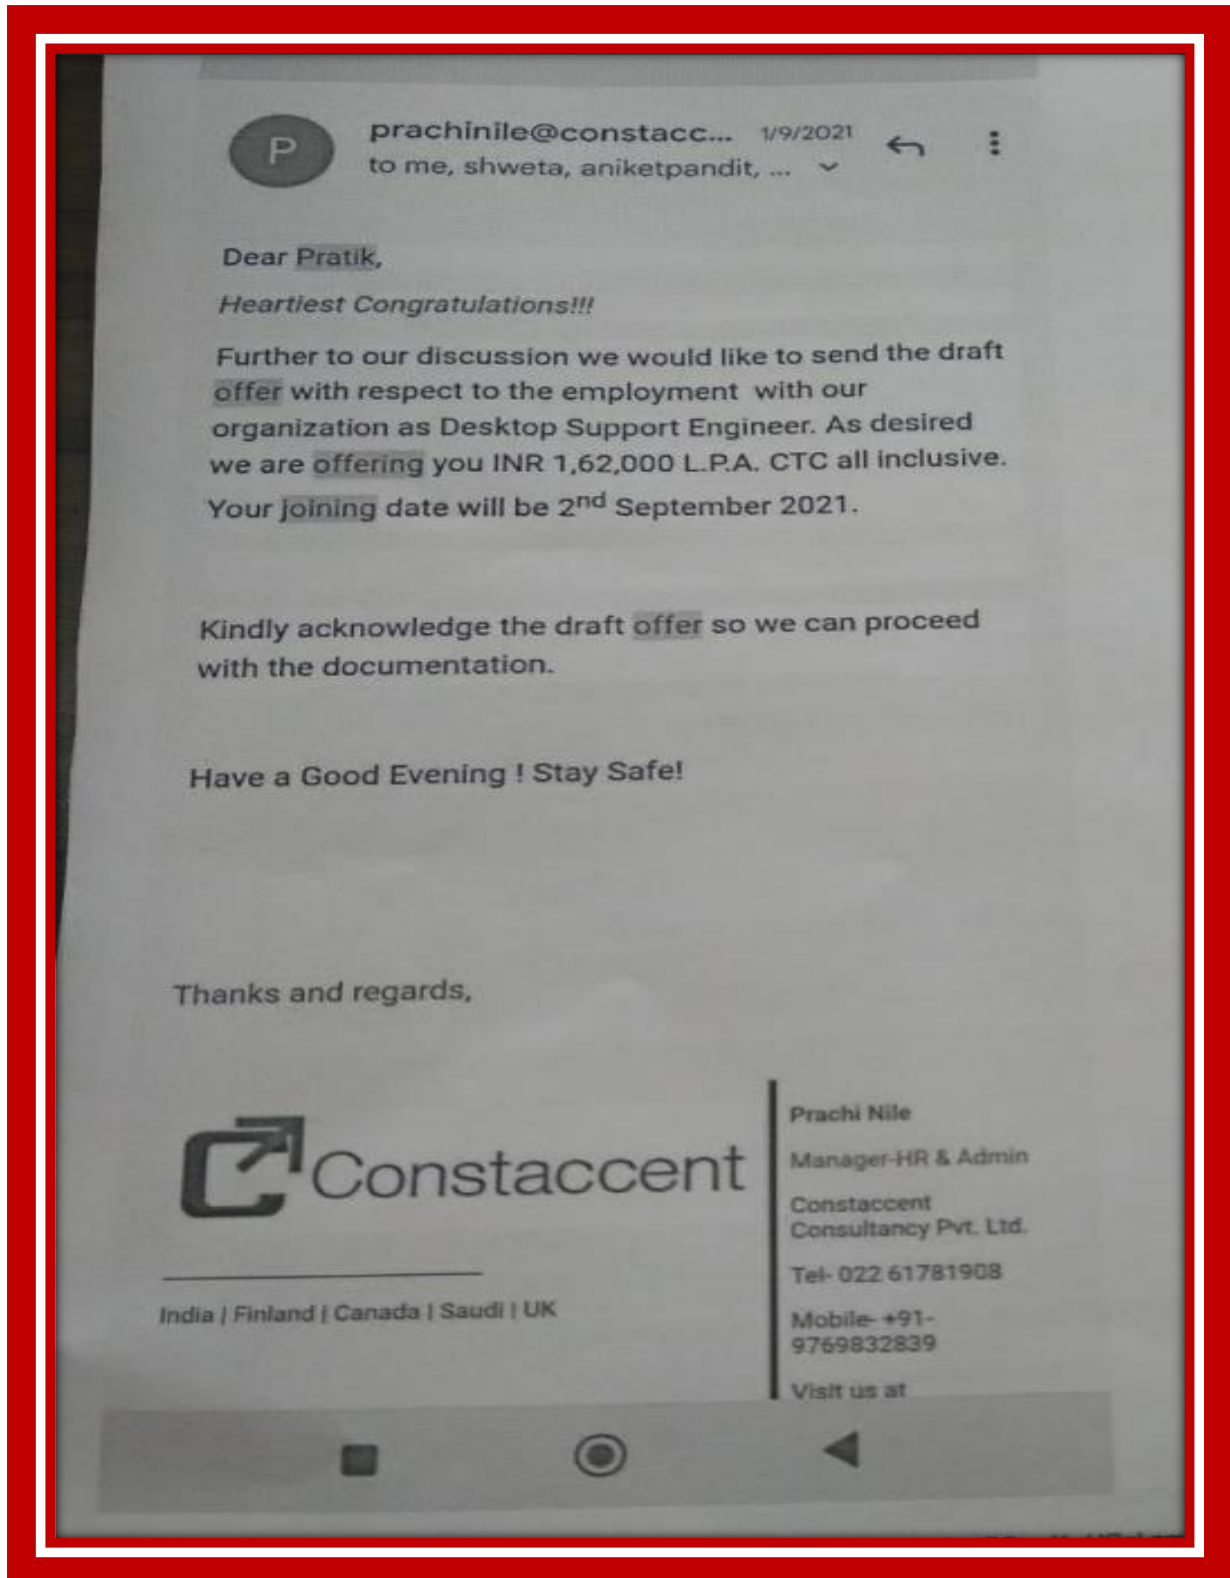 P
prachinile@constacc... 1/9/2021
to me, shweta, aniketpandit, ...
Dear Pratik,
Heartiest Congratulations!!!
Further to our discussion we would like to send the draft
offer with respect to the employment with our
organization as Desktop Support Engineer. As desired
we are offering you INR 1,62,000 L.P.A. CTC all inclusive.
Your joining date will be 2nd September 2021.
Kindly acknowledge the draft offer so we can proceed
with the documentation.
Have a Good Evening ! Stay Safe!
Thanks and regards,
Constaccent
India | Finland | Canada | Saudi | UK
Prachi Nile
Manager-HR & Admin
Constaccent
Consultancy Pvt. Ltd.
Tel- 022 61781908
Mobile- +91-
9769832839
Visit us at